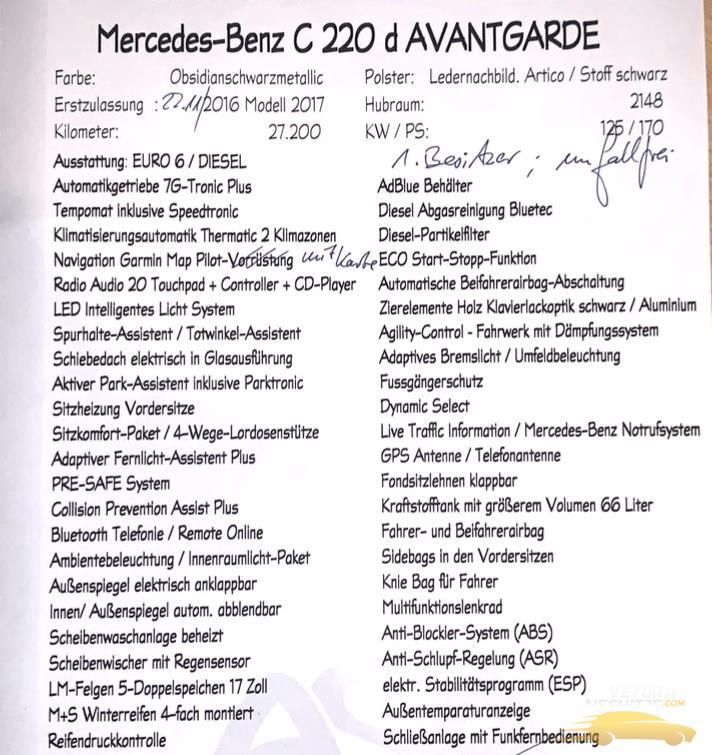 Mercedes-Benz C 220 d AVANTGARDE
Farbe: Obsidianschwarzmetallic
Erstzulassung : 22.11/2016 Modell 2017
Kilometer: 27.200
Polster: Ledernachbild. Artico / Stoff schwarz
Hubraum: 2148
KW / PS: 125 / 170
1. Besitzer ; unfallfrei
Ausstattung: EURO 6 / DIESEL
Automatikgetriebe 7G-Tronic Plus
Tempomat inklusive Speedtronic
Klimatisierungsautomatik Thermatic 2 Klimazonen
Navigation Garmin Map Pilot-Vorrüstung mit Karte
Radio Audio 20 Touchpad + Controller + CD-Player
LED Intelligentes Licht System
Spurhalte-Assistent / Totwinkel-Assistent
Schiebedach elektrisch in Glasausführung
Aktiver Park-Assistent inklusive Parktronic
Sitzheizung Vordersitze
Sitzkomfort-Paket / 4-Wege-Lordosenstütze
Adaptiver Fernlicht-Assistent Plus
PRE-SAFE System
Collision Prevention Assist Plus
Bluetooth Telefonie / Remote Online
Ambientebeleuchtung / Innenraumlicht-Paket
Außenspiegel elektrisch anklappbar
Innen/ Außenspiegel autom. abblendbar
Scheibenwaschanlage beheizt
Scheibenwischer mit Regensensor
LM-Felgen 5-Doppelspeichen 17 Zoll
M+S Winterreifen 4-fach montiert
Reifendruckkontrolle
AdBlue Behälter
Diesel Abgasreinigung Bluetec
Diesel-Partikelfilter
ECO Start-Stopp-Funktion
Automatische Beifahrerairbag-Abschaltung
Zierelemente Holz Klavierlackoptik schwarz / Aluminium
Agility-Control - Fahrwerk mit Dämpfungssystem
Adaptives Bremslicht / Umfeldbeleuchtung
Fussgängerschutz
Dynamic Select
Live Traffic Information / Mercedes-Benz Notrufsystem
GPS Antenne / Telefonantenne
Fondsitzlehnen klappbar
Kraftstofftank mit größerem Volumen 66 Liter
Fahrer- und Beifahrerairbag
Sidebags in den Vordersitzen
Knie Bag für Fahrer
Multifunktionslenkrad
Anti-Blockier-System (ABS)
Anti-Schlupf-Regelung (ASR)
elektr. Stabilitätsprogramm (ESP)
Außentemperaturanzeige
Schließanlage mit Funkfernbedienung
VETURA
NESHITJE.COM